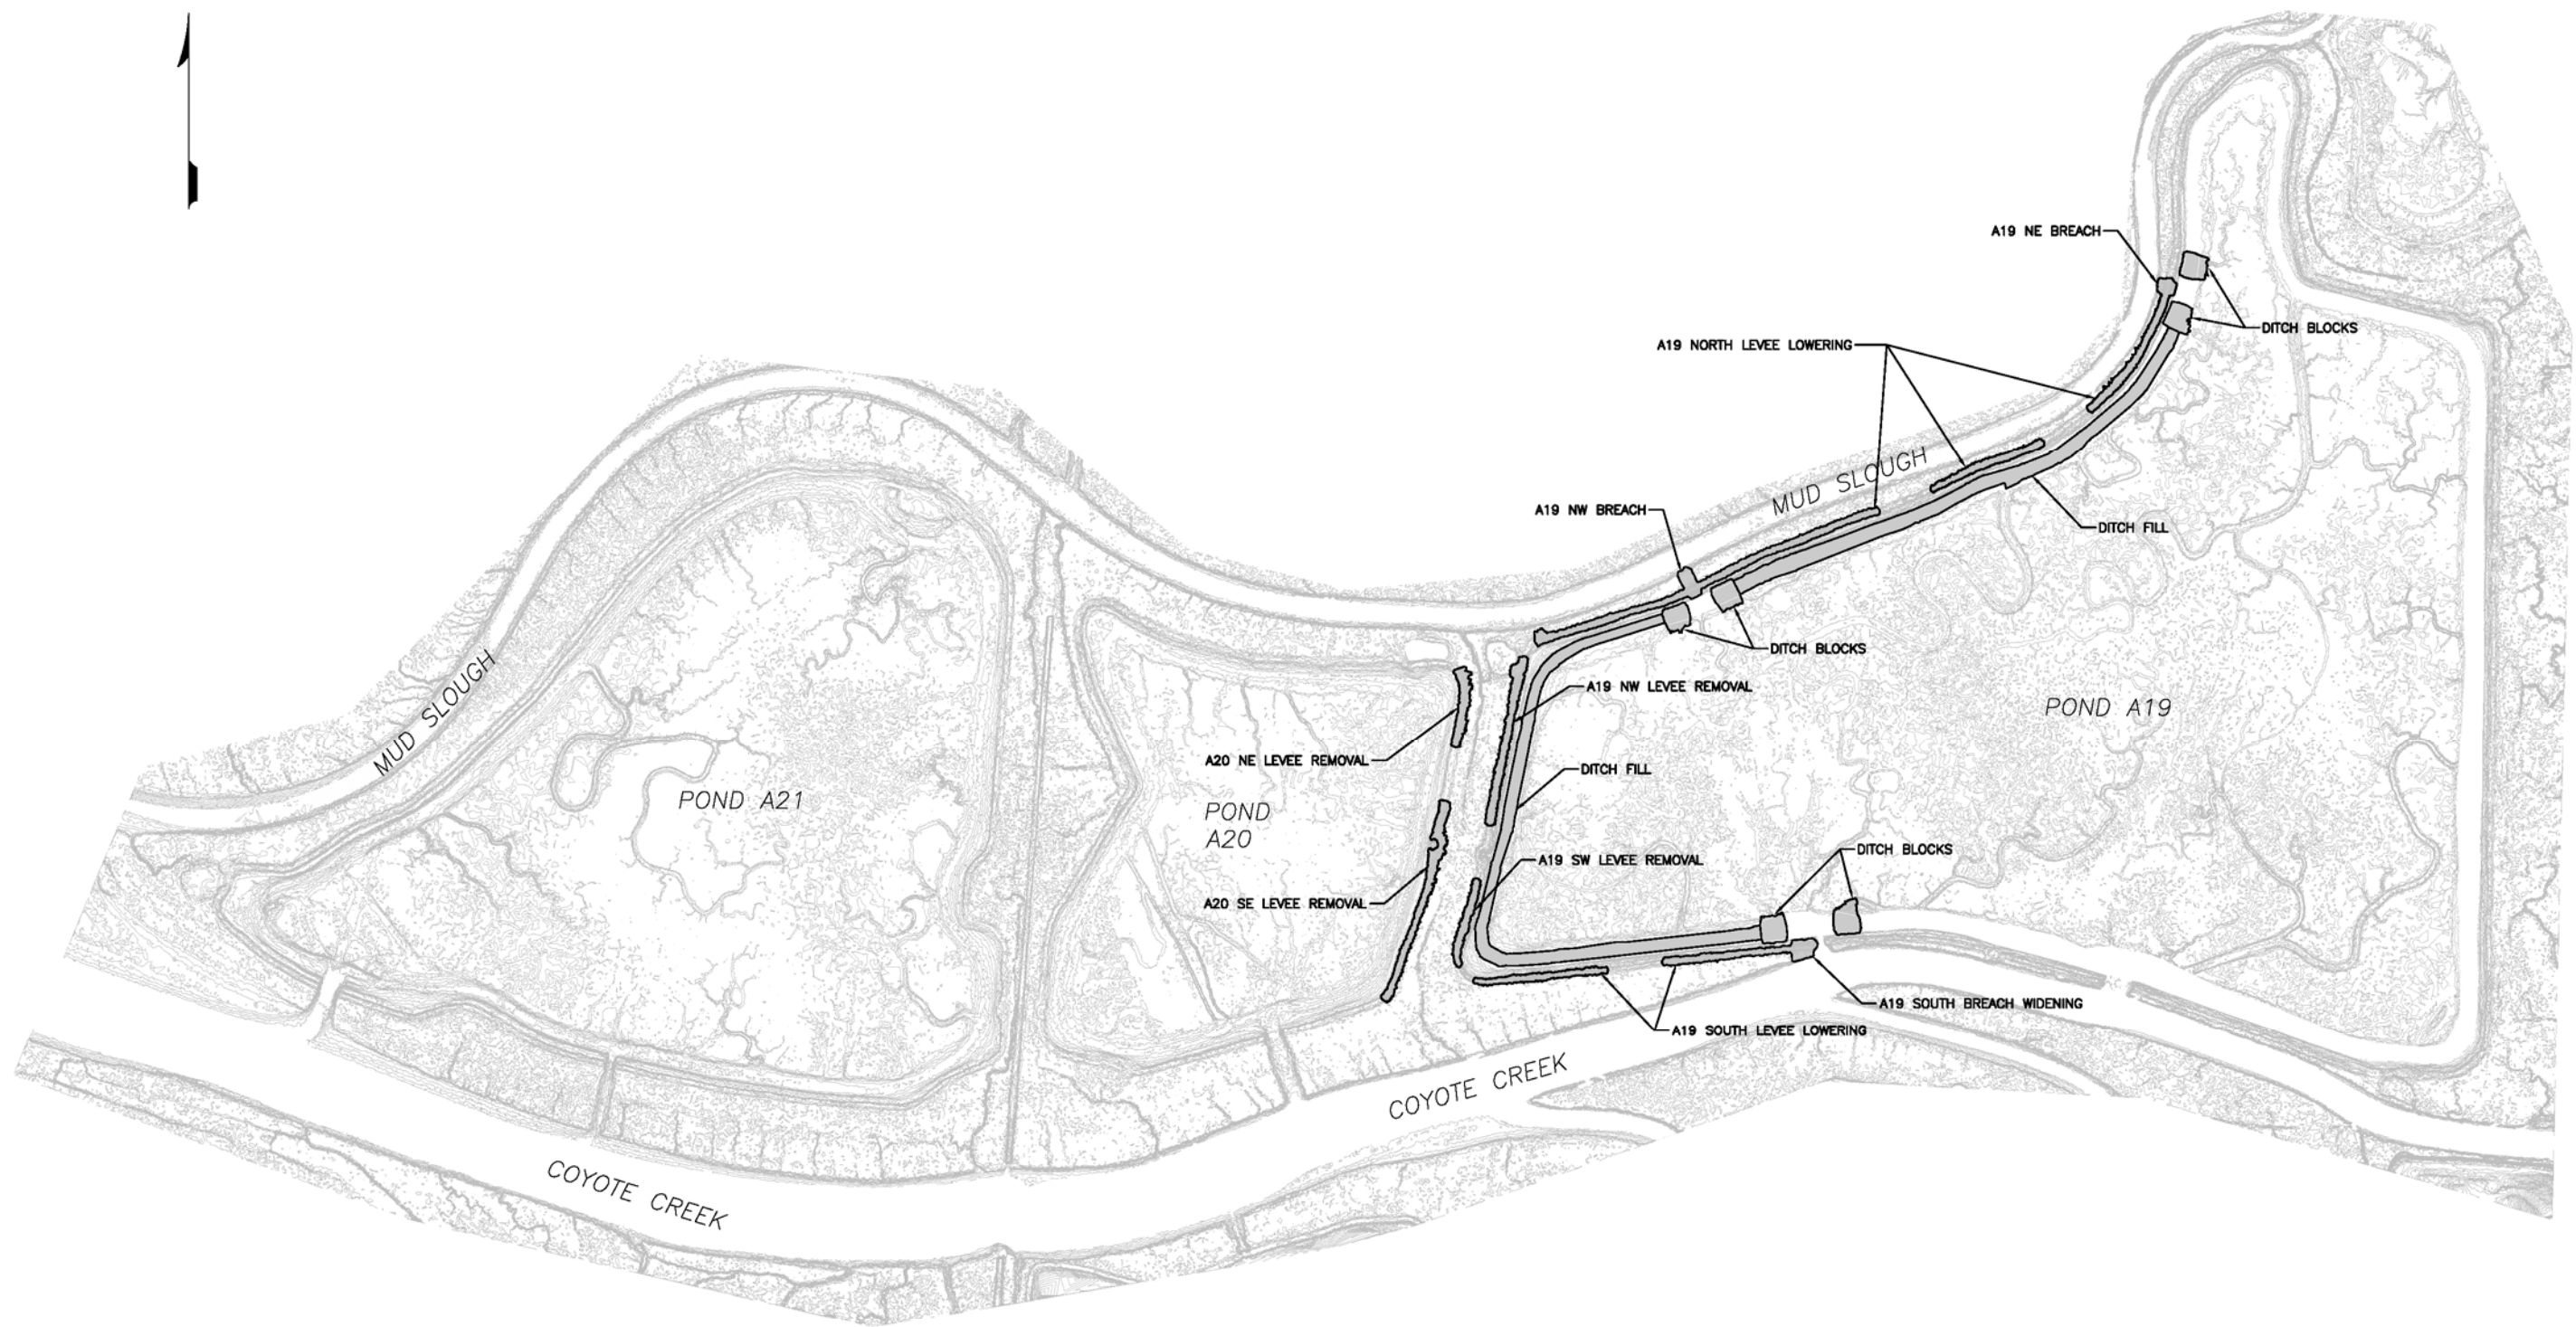 A19 NE BREACH
DITCH BLOCKS
A19 NORTH LEVEE LOWERING
MUD SLOUGH
A19 NW BREACH
DITCH FILL
DITCH BLOCKS
MUD SLOUGH
A19 NW LEVEE REMOVAL
POND A19
A20 NE LEVEE REMOVAL
DITCH FILL
POND A21
POND
A20
DITCH BLOCKS
A19 SW LEVEE REMOVAL
A20 SE LEVEE REMOVAL
A19 SOUTH BREACH WIDENING
A19 SOUTH LEVEE LOWERING
COYOTE CREEK
COYOTE CREEK